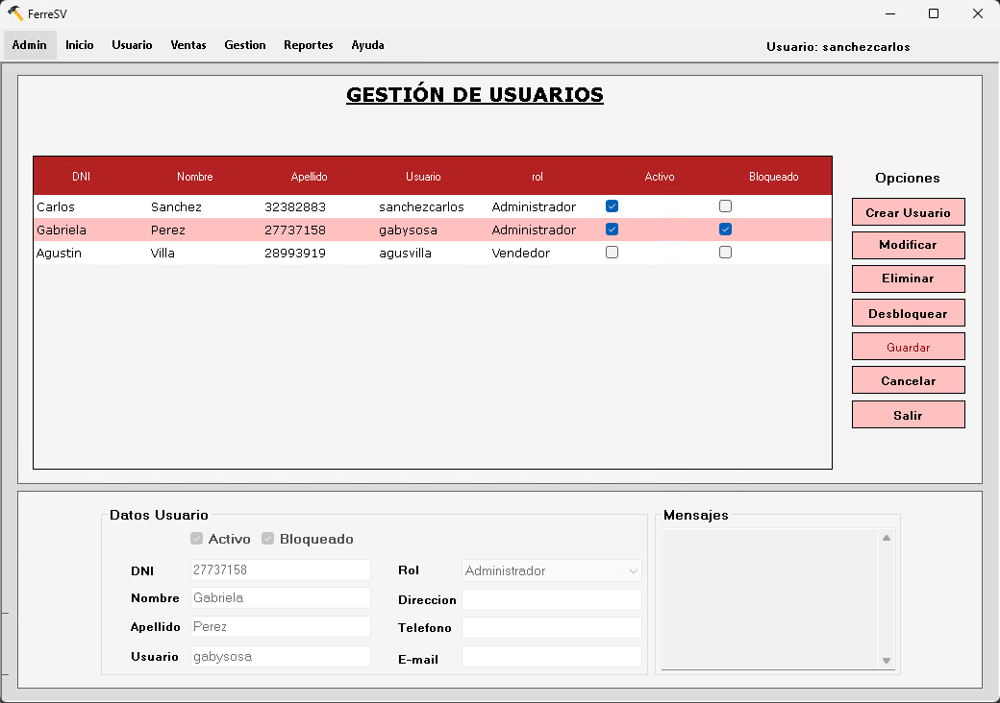 FerreSV
Admin Inicio Usuario Ventas Gestion Reportes Ayuda Usuario: sanchezcarlos
GESTIÓN DE USUARIOS
DNI Nombre Apellido Usuario rol Activo Bloqueado
Carlos Sanchez 32382883 sanchezcarlos Administrador
Gabriela Perez 27737158 gabysosa Administrador
Agustin Villa 28993919 agusvilla Vendedor
Opciones
Crear Usuario
Modificar
Eliminar
Desbloquear
Guardar
Cancelar
Salir
Datos Usuario
Activo Bloqueado
DNI 27737158
Nombre Gabriela
Apellido Perez
Usuario gabysosa
Rol Administrador
Direccion
Telefono
E-mail
Mensajes